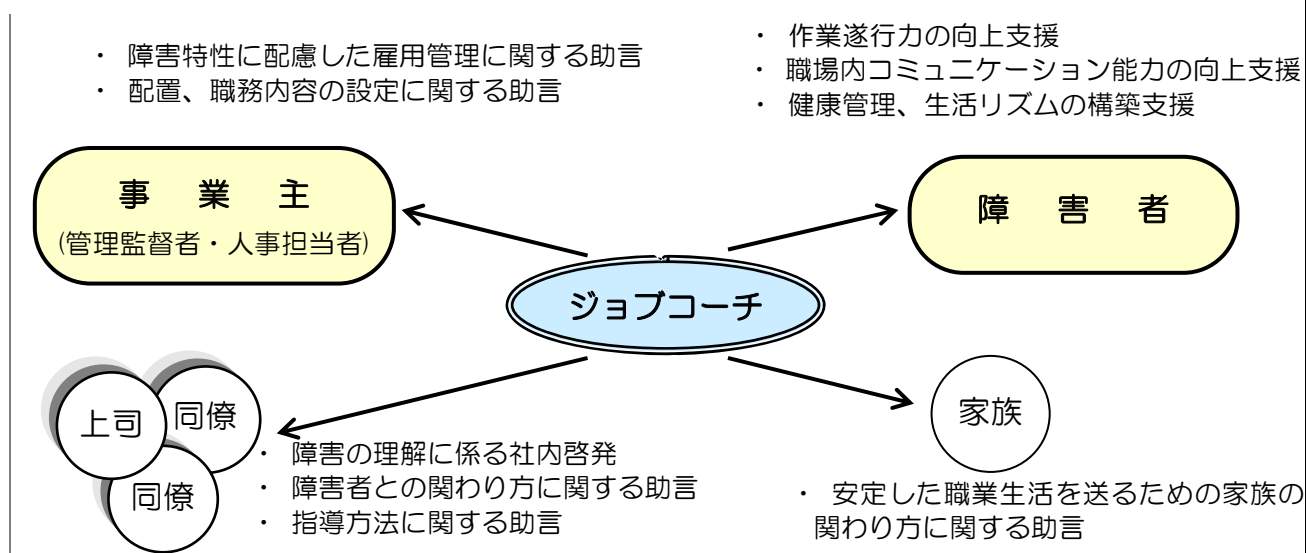 ・ 障害特性に配慮した雇用管理に関する助言
・ 配置、職務内容の設定に関する助言
・ 作業遂行力の向上支援
・ 職場内コミュニケーション能力の向上支援
・ 健康管理、生活リズムの構築支援
事 業 主
(管理監督者・人事担当者)
障 害 者
ジョブコーチ
上司
同僚
同僚
・ 障害の理解に係る社内啓発
・ 障害者との関わり方に関する助言
・ 指導方法に関する助言
家族
・ 安定した職業生活を送るための家族の
関わり方に関する助言